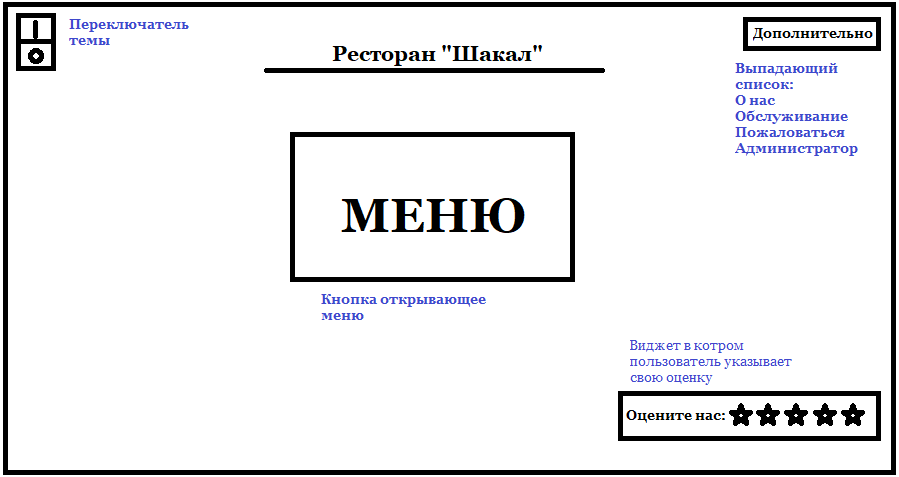 Переключатель
темы
Ресторан "Шакал"
Дополнительно
Выпадающий
список:
О нас
Обслуживание
Пожаловаться
Администратор
МЕНЮ
Кнопка открывающее
меню
Виджет в котром
пользователь указывает
свою оценку
Оцените нас: